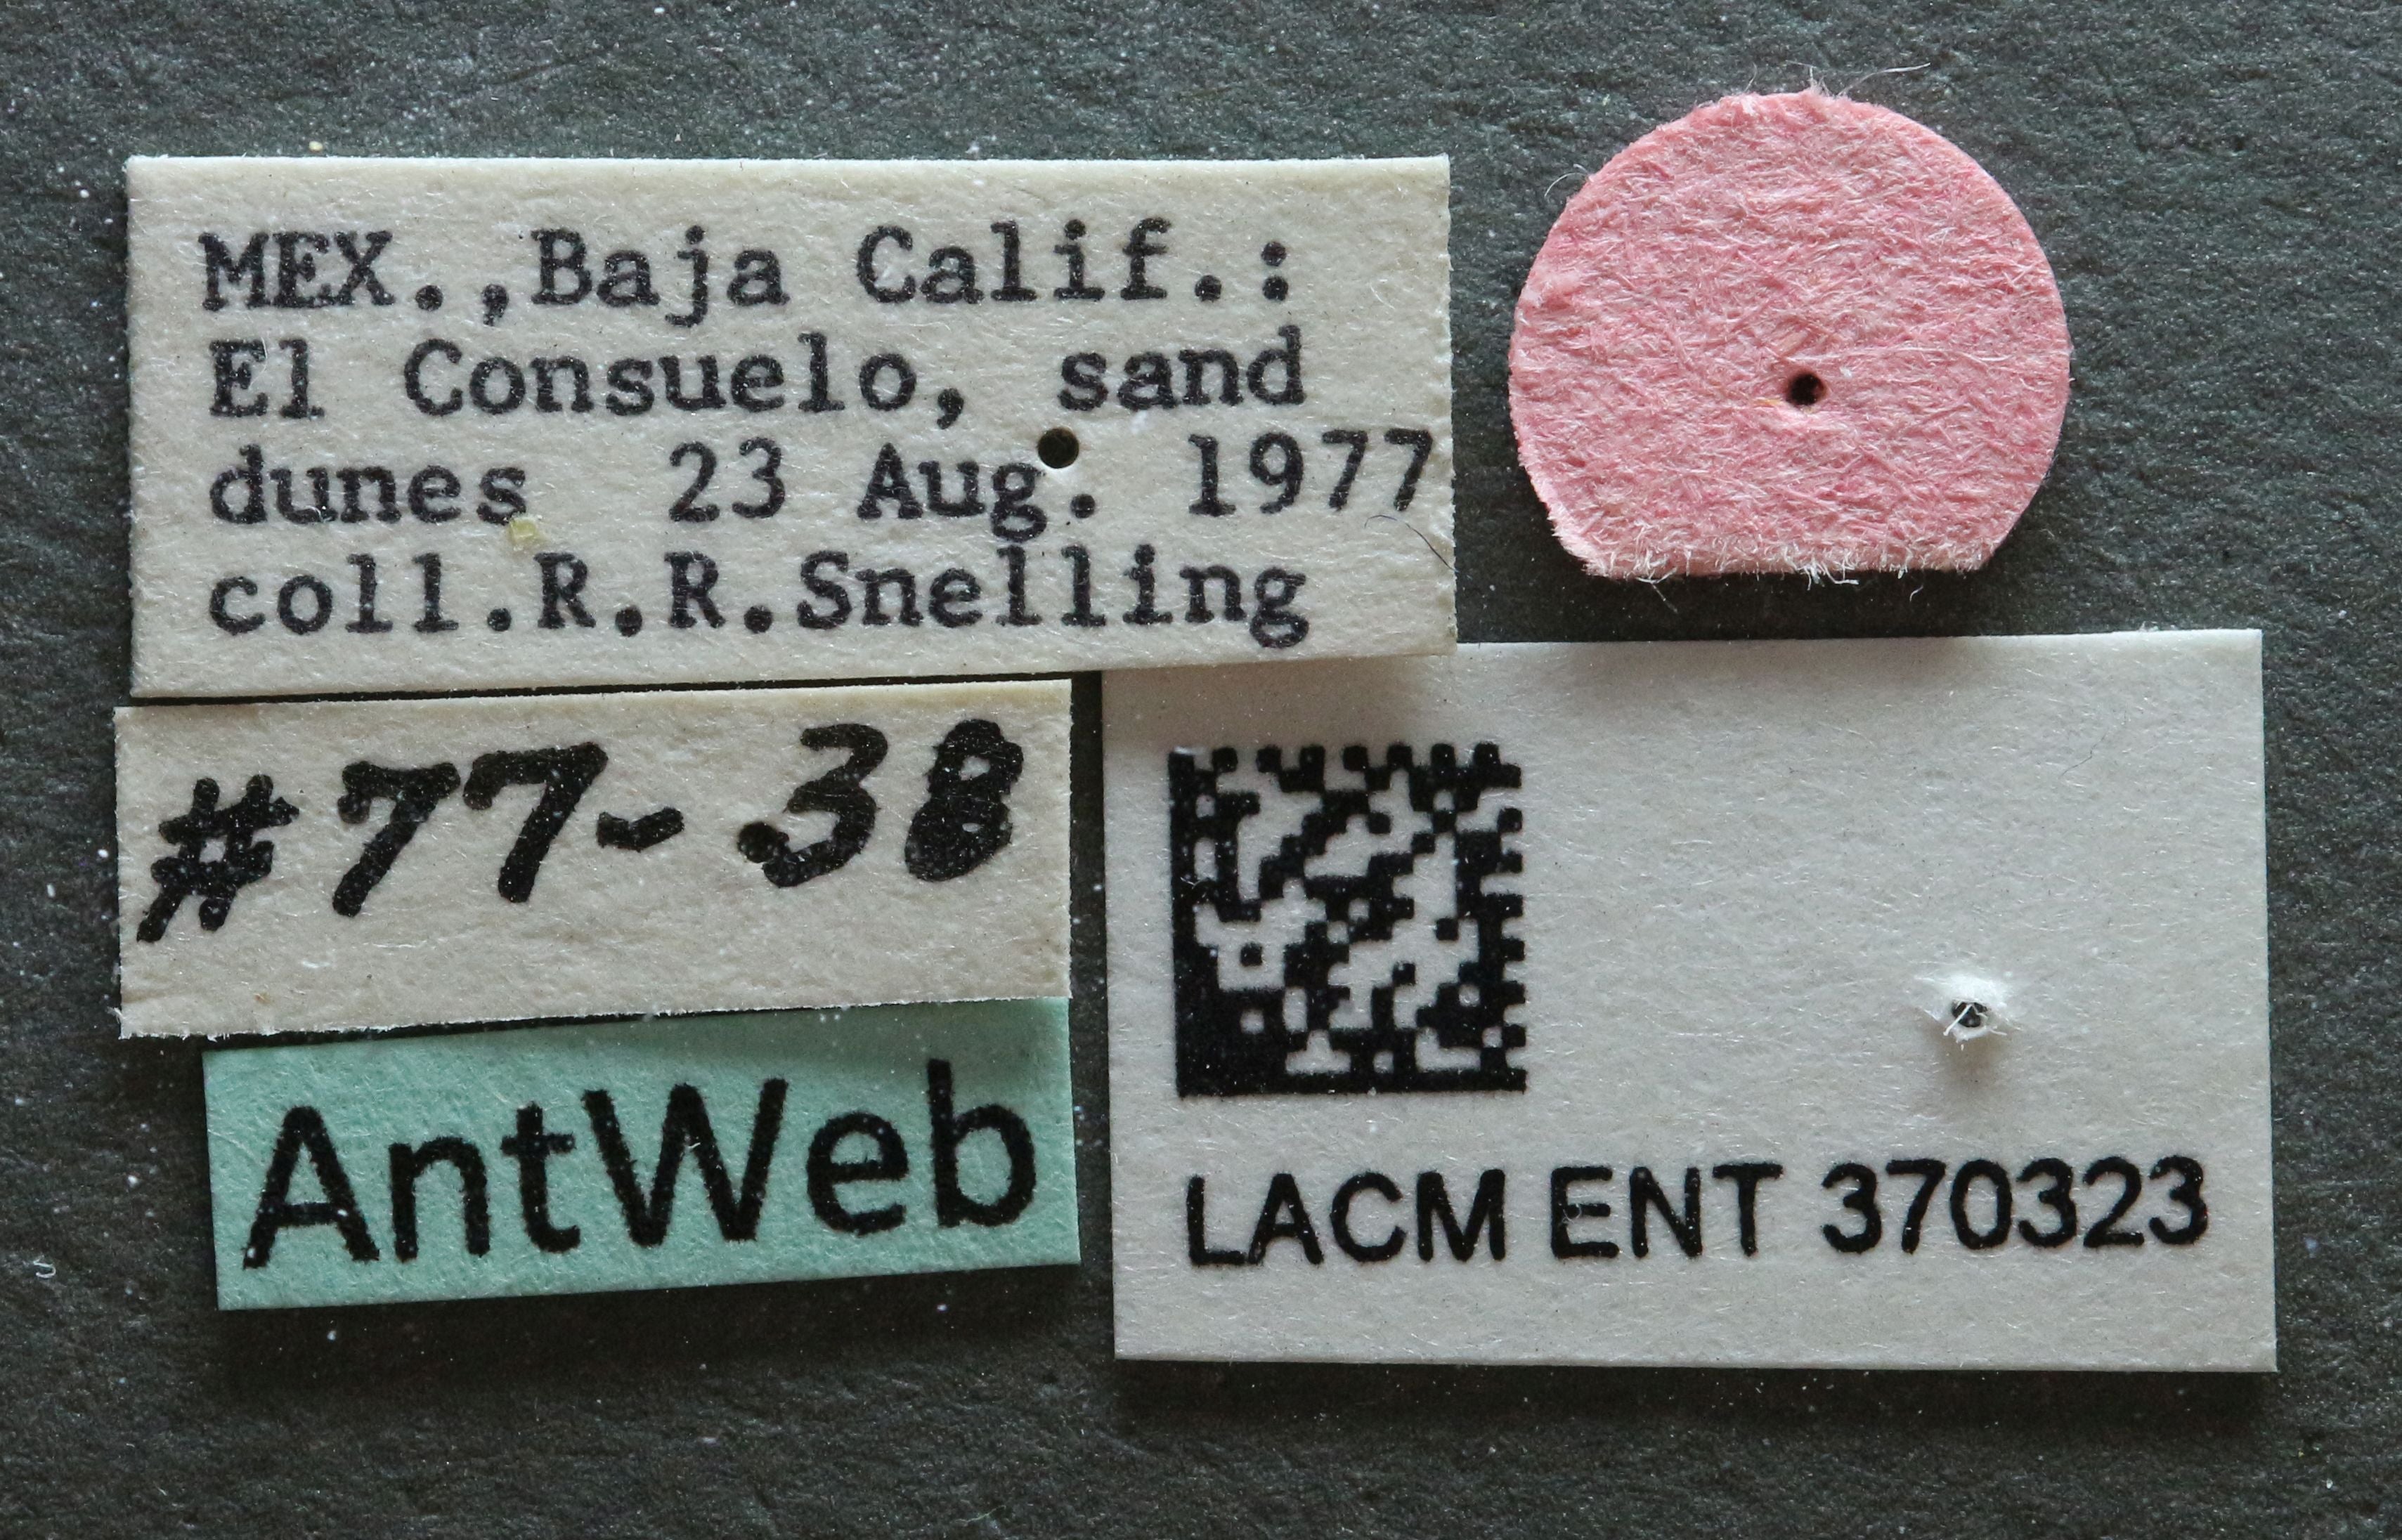 MEX.,Baja Calif.:
El Consuelo, sand
dunes 23 Aug. 1977
coll.R.R.Snelling
#77-38
AntWeb
LACM ENT 370323